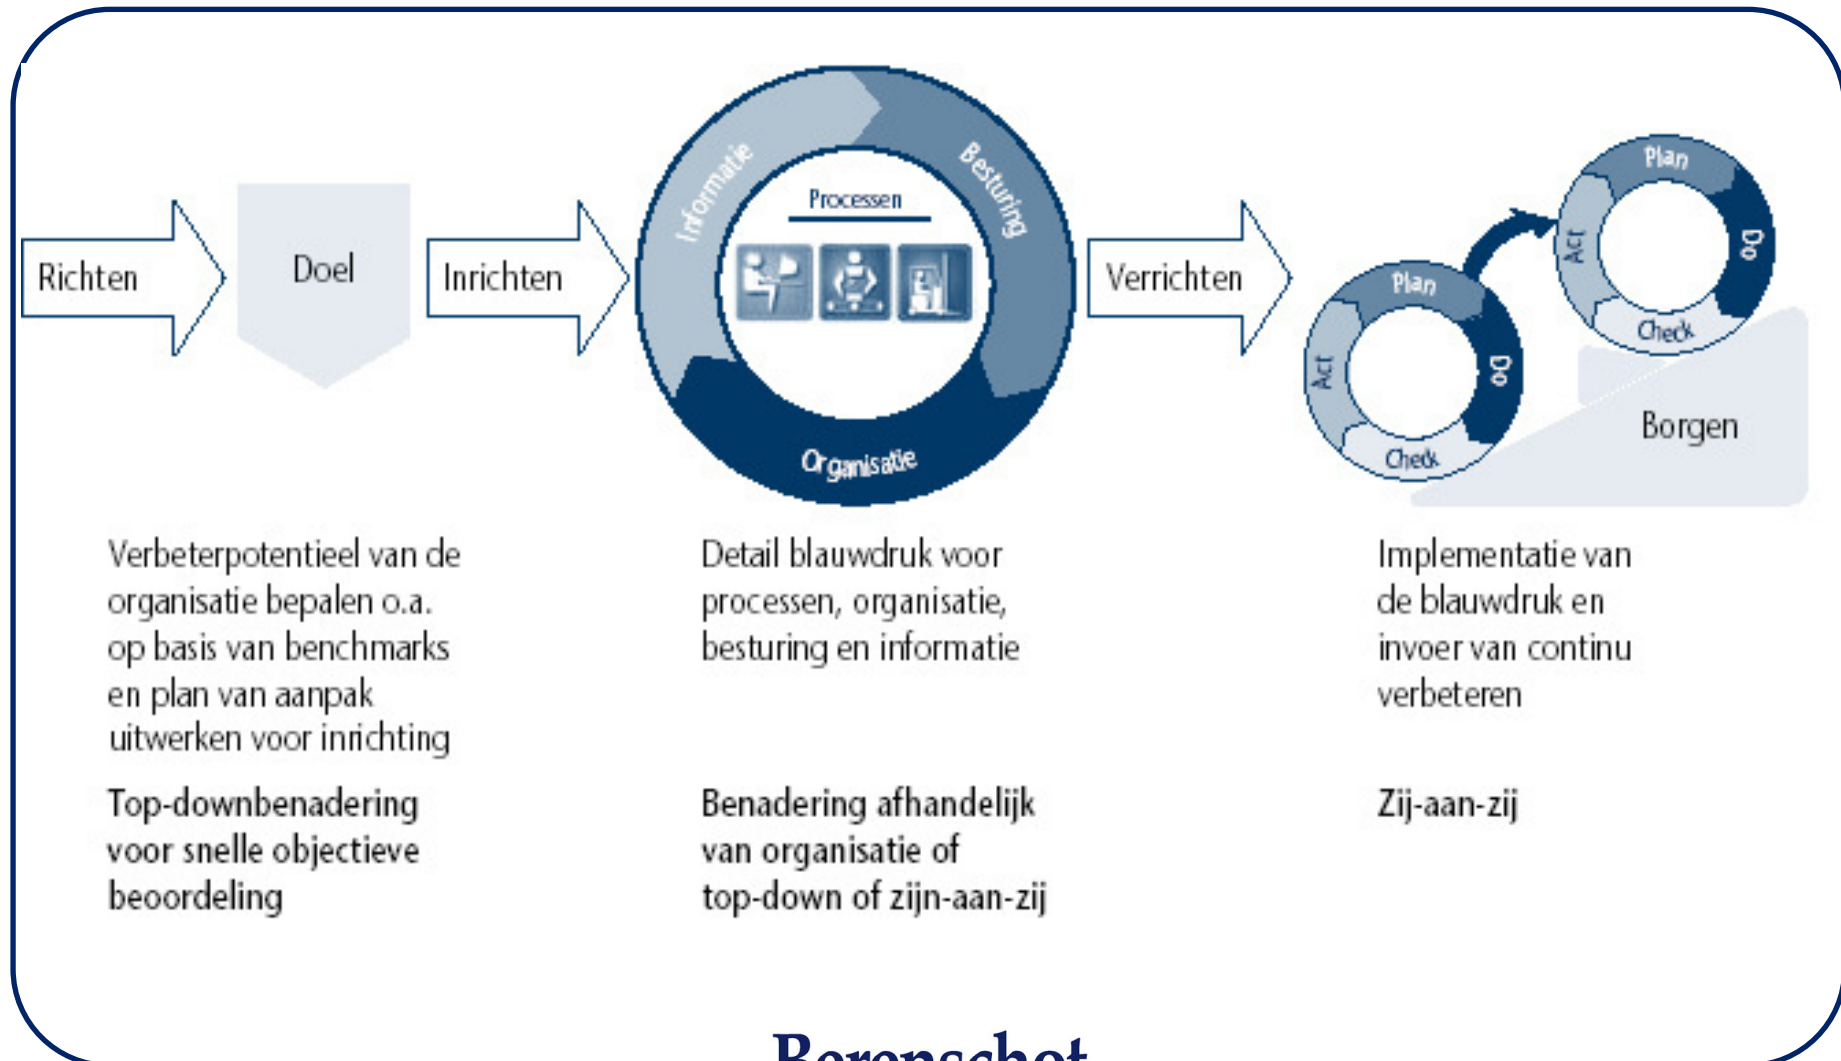 Richten
Doel
Inrichten
Informatie
Besturing
Processen
Organisatie
Verrichten
Plan
Do
Check
Act
Plan
Do
Check
Act
Borgen
Verbeterpotentieel van de
organisatie bepalen o.a.
op basis van benchmarks
en plan van aanpak
uitwerken voor inrichting
Top-downbenadering
voor snelle objectieve
beoordeling
Detail blauwdruk voor
processen, organisatie,
besturing en informatie
Benadering afhandelijk
van organisatie of
top-down of zijn-aan-zij
Implementatie van
de blauwdruk en
invoer van continu
verbeteren
Zij-aan-zij
Berenschot